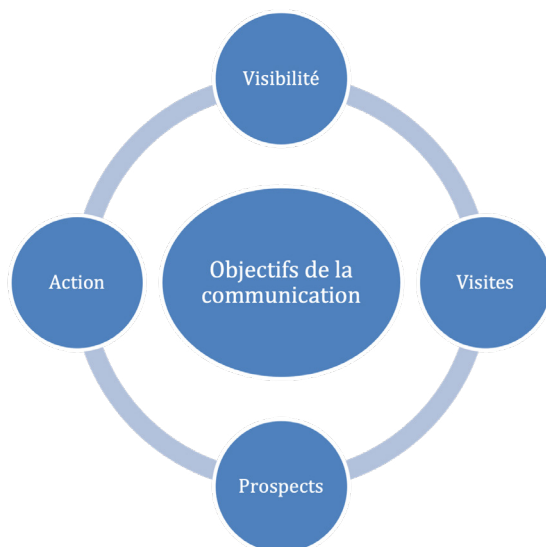 Visibilité
Action
Objectifs de la
communication
Visites
Prospects